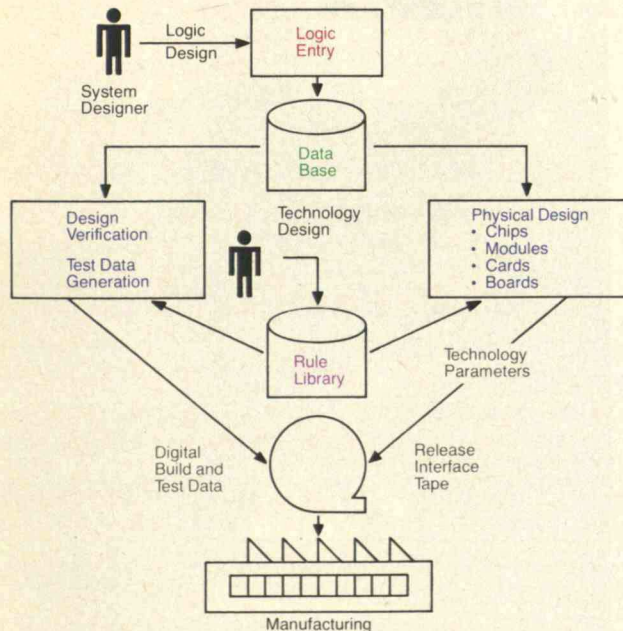 Logic
Design
Logic
Entry
System
Designer
Data
Base
Design
Verification
Test Data
Generation
Technology
Design
Physical Design
• Chips
• Modules
• Cards
• Boards
Rule
Library
Technology
Parameters
Digital
Build and
Test Data
Release
Interface
Tape
Manufacturing